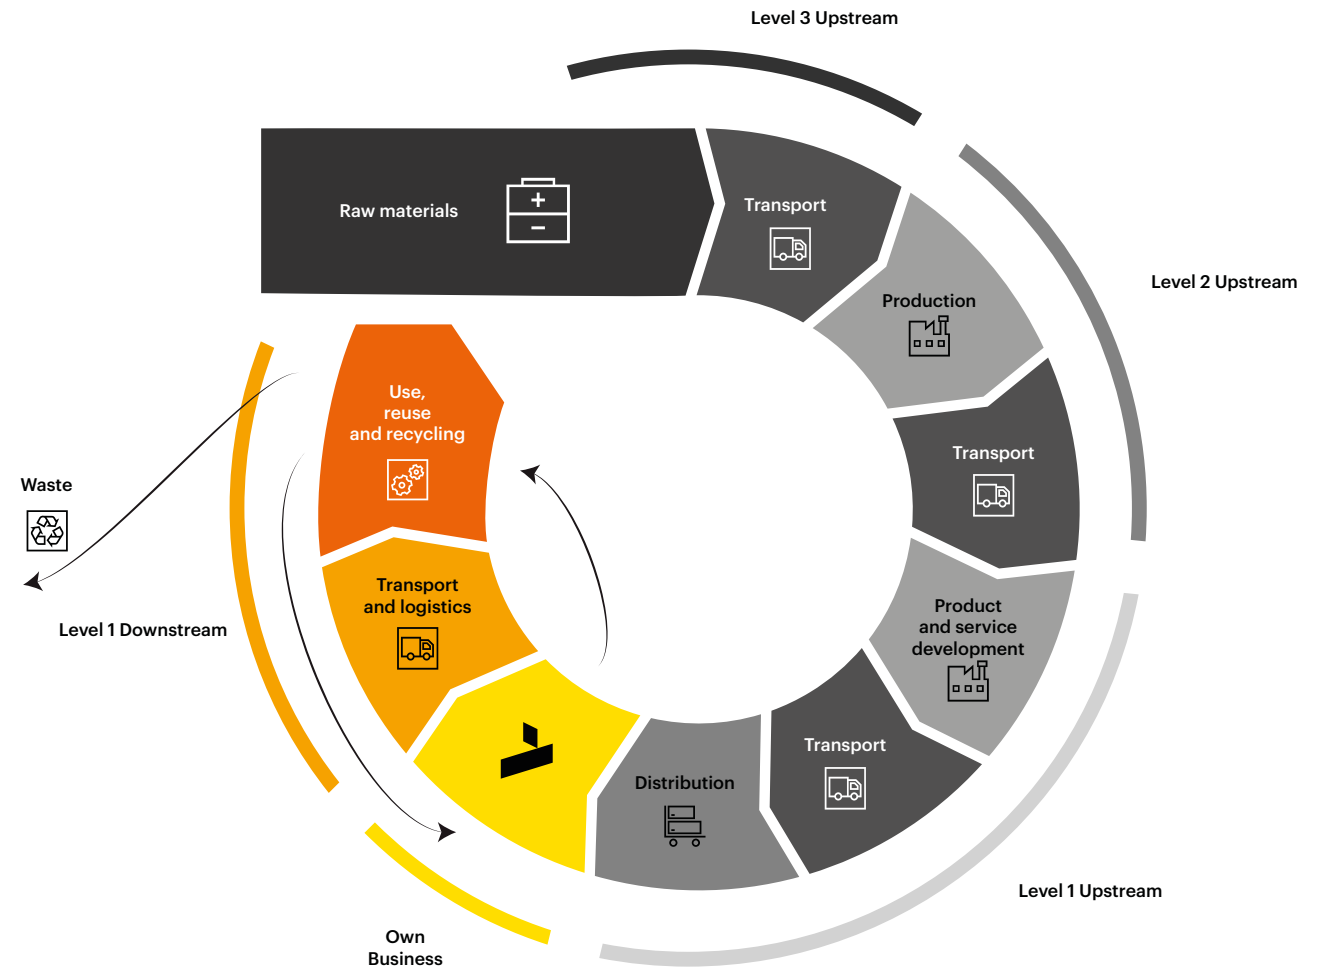 Level 3 Upstream
Raw materials
Transport
Production
Level 2 Upstream
Transport
Product
and service
development
Transport
Level 1 Upstream
Distribution
Own
Business
Transport
and logistics
Level 1 Downstream
Use,
reuse
and recycling
Waste